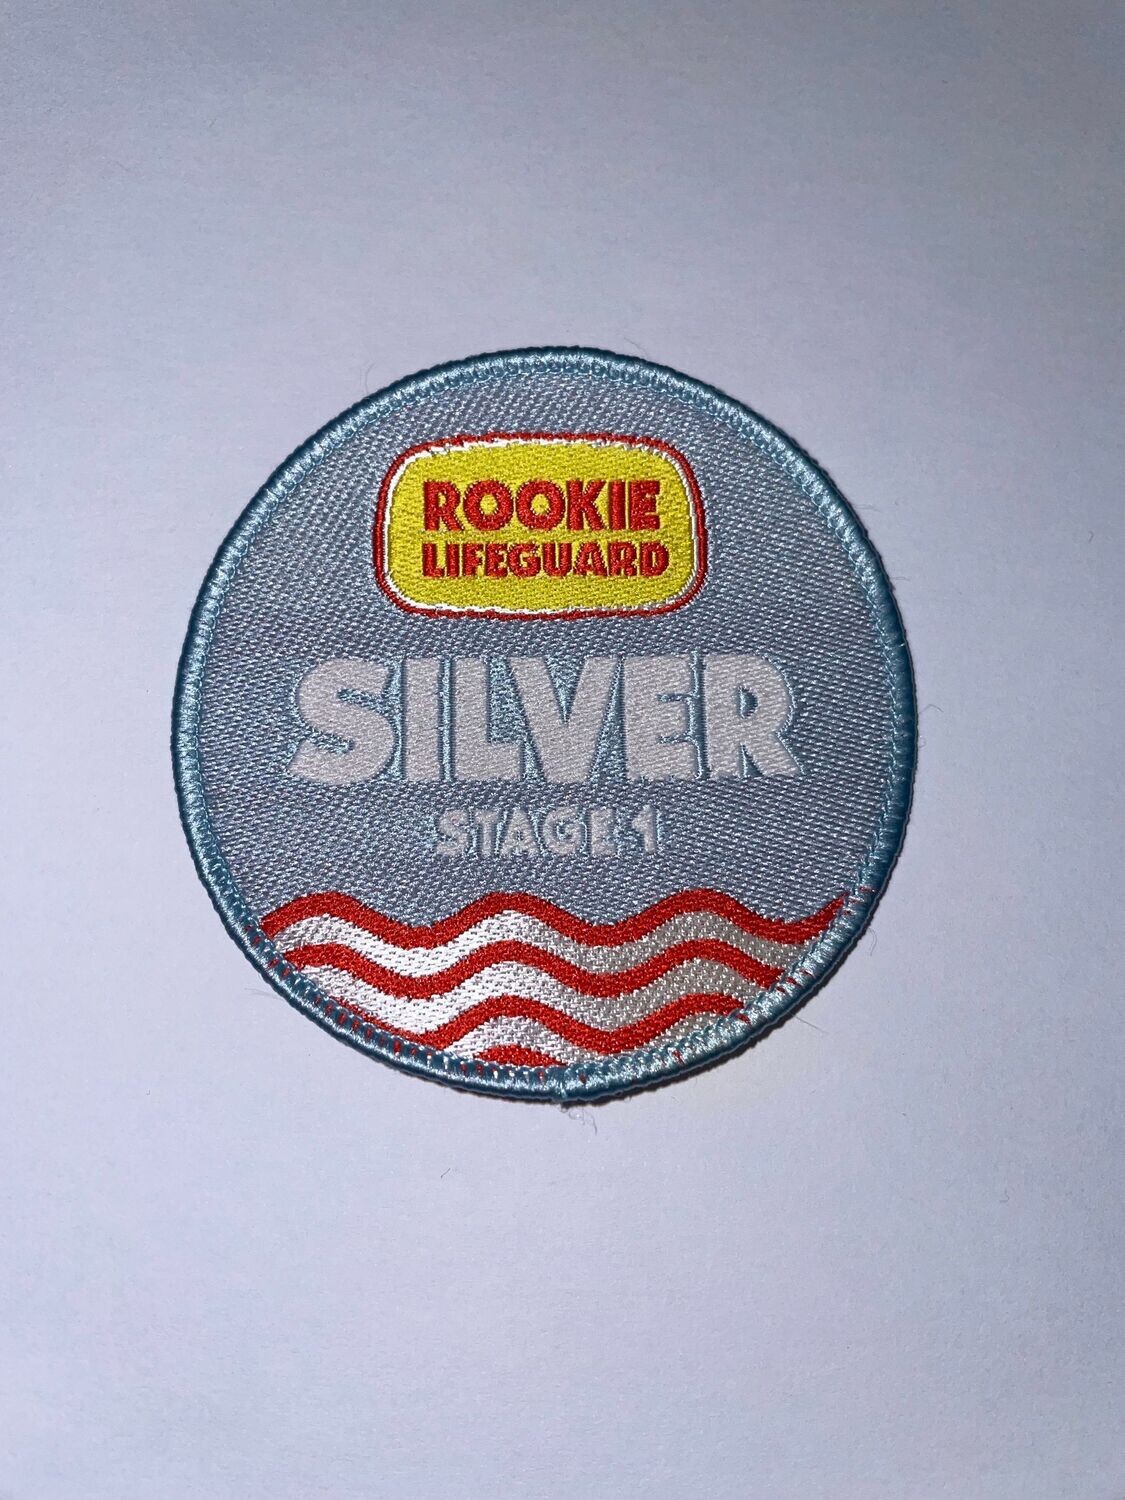 ROOKIE
LIFEGUARD
SILVER
STAGE 1